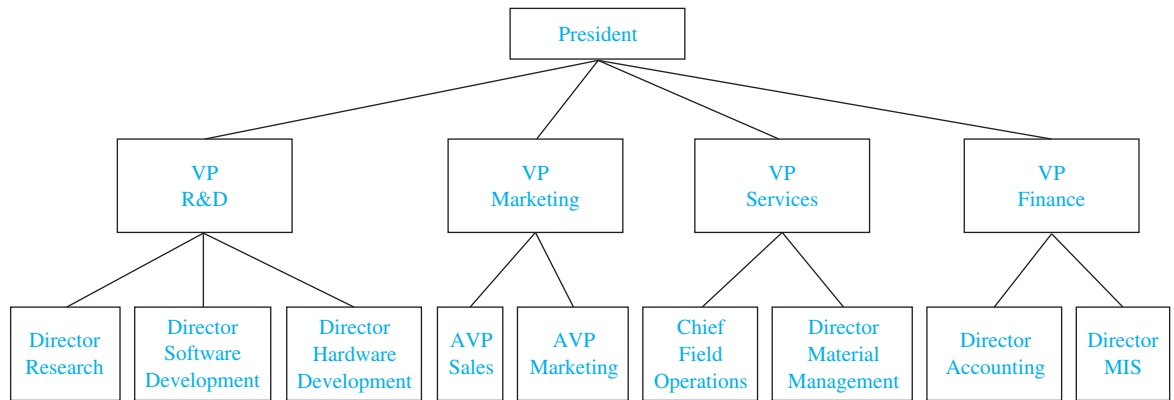 President
VP
R&D
VP
Marketing
VP
Services
VP
Finance
Director
Research
Director
Software
Development
Director
Hardware
Development
AVP
Sales
AVP
Marketing
Chief
Field
Operations
Director
Material
Management
Director
Accounting
Director
MIS